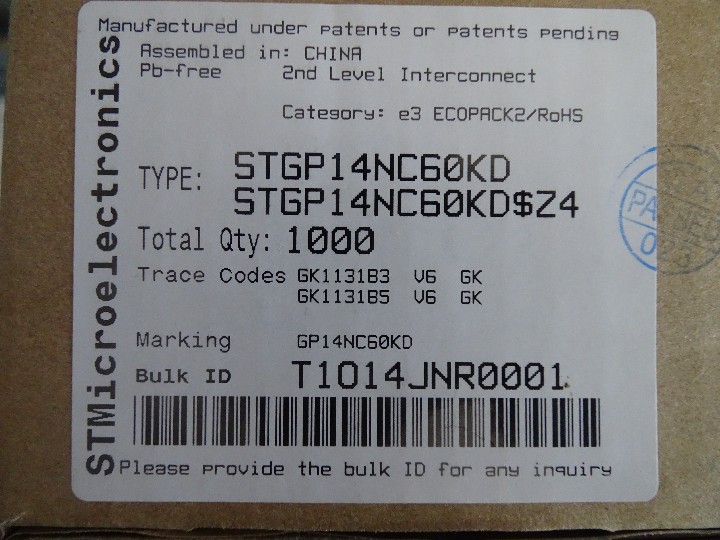 Manufactured under patents or patents pending
Assembled in: CHINA
Pb-free 2nd Level Interconnect
Category: e3 ECOPACK2/RoHS
STMicroelectronics
TYPE: STGP14NC60KD
STGP14NC60KD$Z4
Total Qty: 1000
Trace Codes GK1131B3 V6 GK
GK1131B5 V6 GK
Marking GP14NC60KD
Bulk ID T1014JNR0001
Please provide the bulk ID for any inquiry